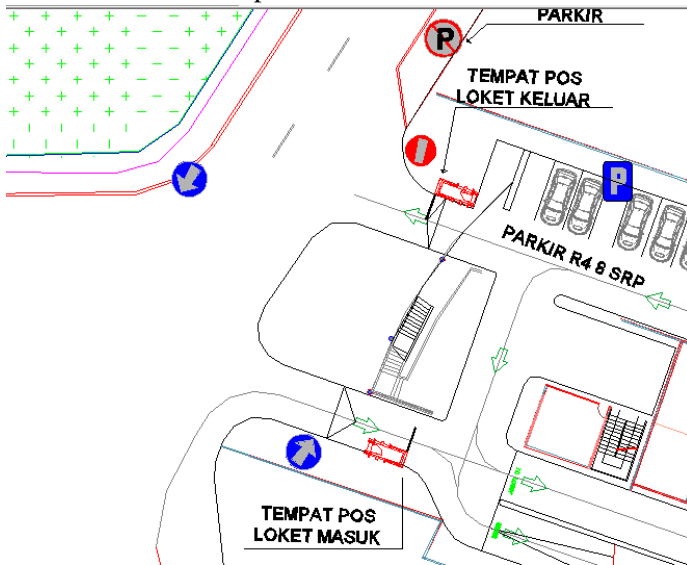 PARKIR
P
TEMPAT POS
LOKET KELUAR
P
PARKIR R4 8 SRP
TEMPAT POS
LOKET MASUK